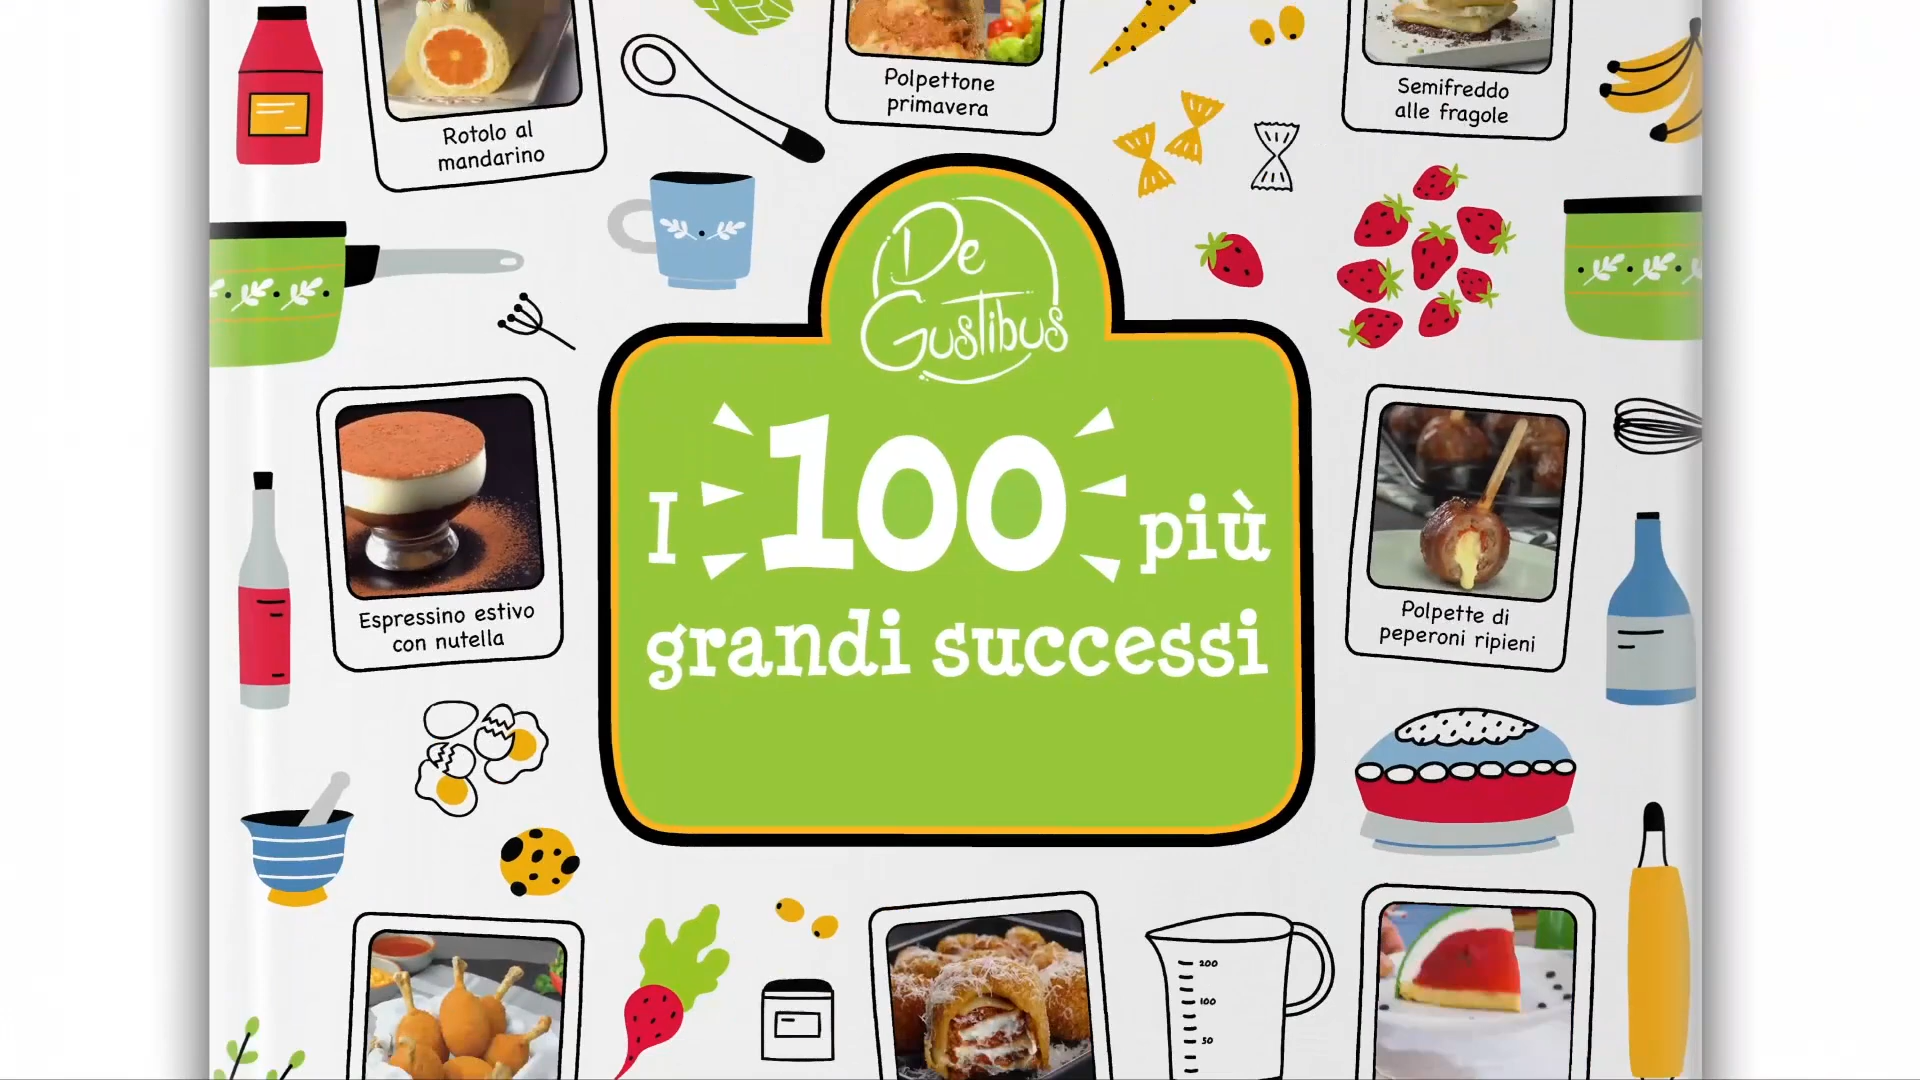 Rotolo al
mandarino
Polpettone
primavera
Semifreddo
alle fragole
De
Gustibus
I 100 più
grandi successi
Espressino estivo
con nutella
Polpette di
peperoni ripieni
200
100
50